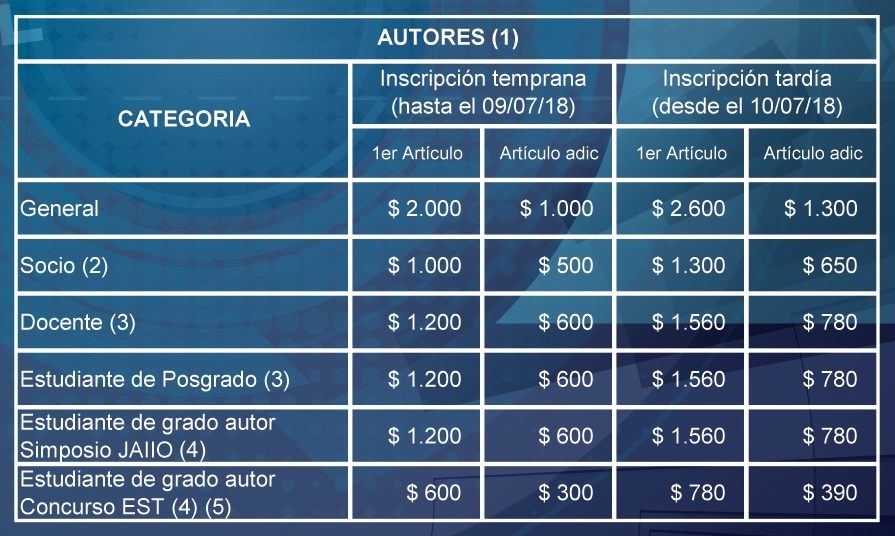 AUTORES (1)
CATEGORIA
Inscripción temprana
(hasta el 09/07/18)
Inscripción tardía
(desde el 10/07/18)
1er Artículo Artículo adic 1er Artículo Artículo adic
General $ 2.000 $ 1.000 $ 2.600 $ 1.300
Socio (2) $ 1.000 $ 500 $ 1.300 $ 650
Docente (3) $ 1.200 $ 600 $ 1.560 $ 780
Estudiante de Posgrado (3) $ 1.200 $ 600 $ 1.560 $ 780
Estudiante de grado autor
Simposio JAIIO (4) $ 1.200 $ 600 $ 1.560 $ 780
Estudiante de grado autor
Concurso EST (4) (5) $ 600 $ 300 $ 780 $ 390